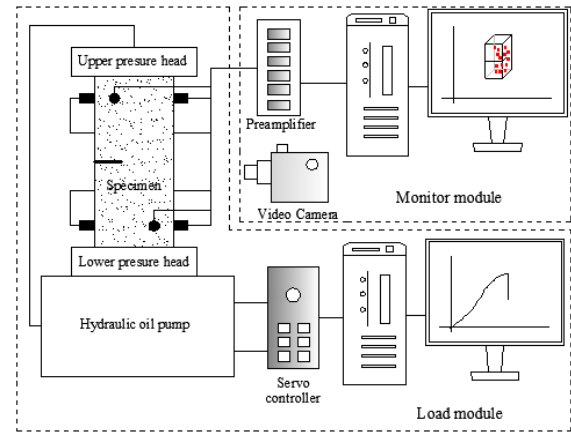 Upper presure head
Preamplifier
Specimen
Video Camera
Monitor module
Lower presure head
Hydraulic oil pump
Servo
controller
Load module